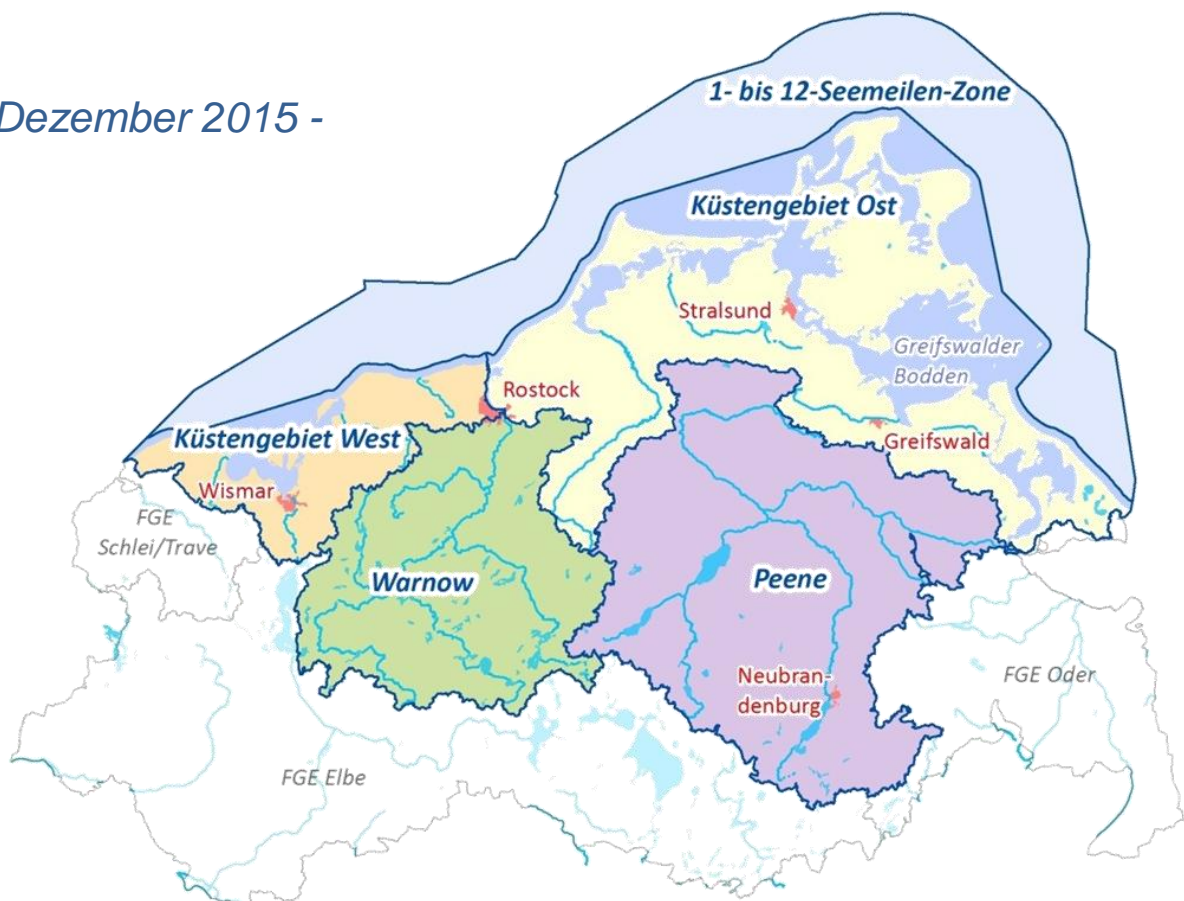 Dezember 2015 -
1- bis 12-Seemeilen-Zone
Küstengebiet Ost
Stralsund
Greifswalder
Bodden
Rostock
Küstengebiet West
Greifswald
Wismar
FGE
Schlei/Trave
Warnow
Peene
Neubran-
denburg
FGE Oder
FGE Elbe